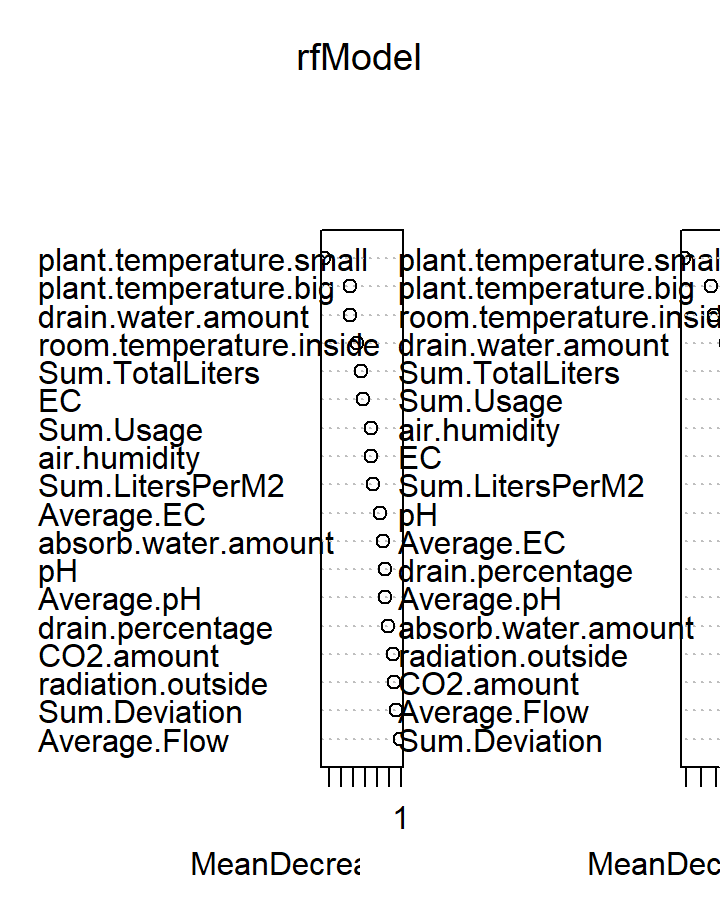 rfModel
plant.temperature.small
plant.temperature.big
drain.water.amount
room.temperature.inside
Sum.TotalLiters
EC
Sum.Usage
air.humidity
Sum.LitersPerM2
Average.EC
absorb.water.amount
pH
Average.pH
drain.percentage
CO2.amount
radiation.outside
Sum.Deviation
Average.Flow
1
MeanDecrea
plant.temperature.smal
plant.temperature.big
room.temperature.insid
drain.water.amount
Sum.TotalLiters
Sum.Usage
air.humidity
EC
Sum.LitersPerM2
pH
Average.EC
drain.percentage
Average.pH
absorb.water.amount
radiation.outside
CO2.amount
Average.Flow
Sum.Deviation
MeanDec